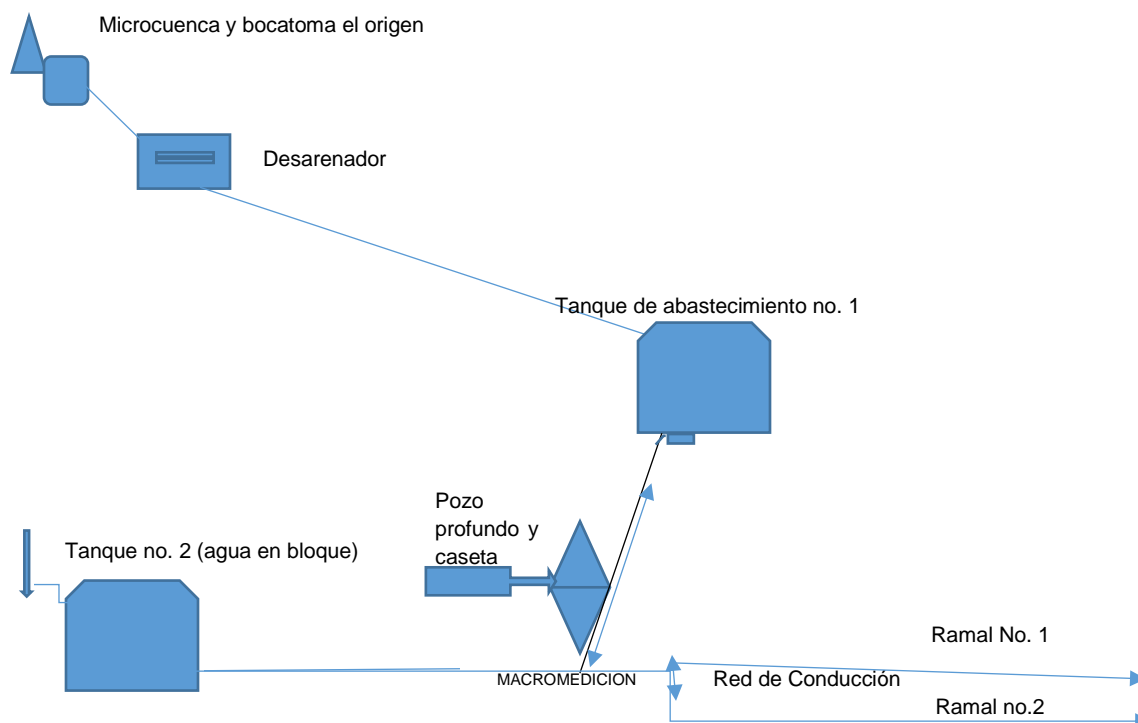 Microcuenca y bocatoma el origen
Desarenador
Tanque de abastecimiento no. 1
Pozo
profundo y
caseta
Tanque no. 2 (agua en bloque)
Ramal No. 1
MACROMEDICION
Red de Conducción
Ramal no.2